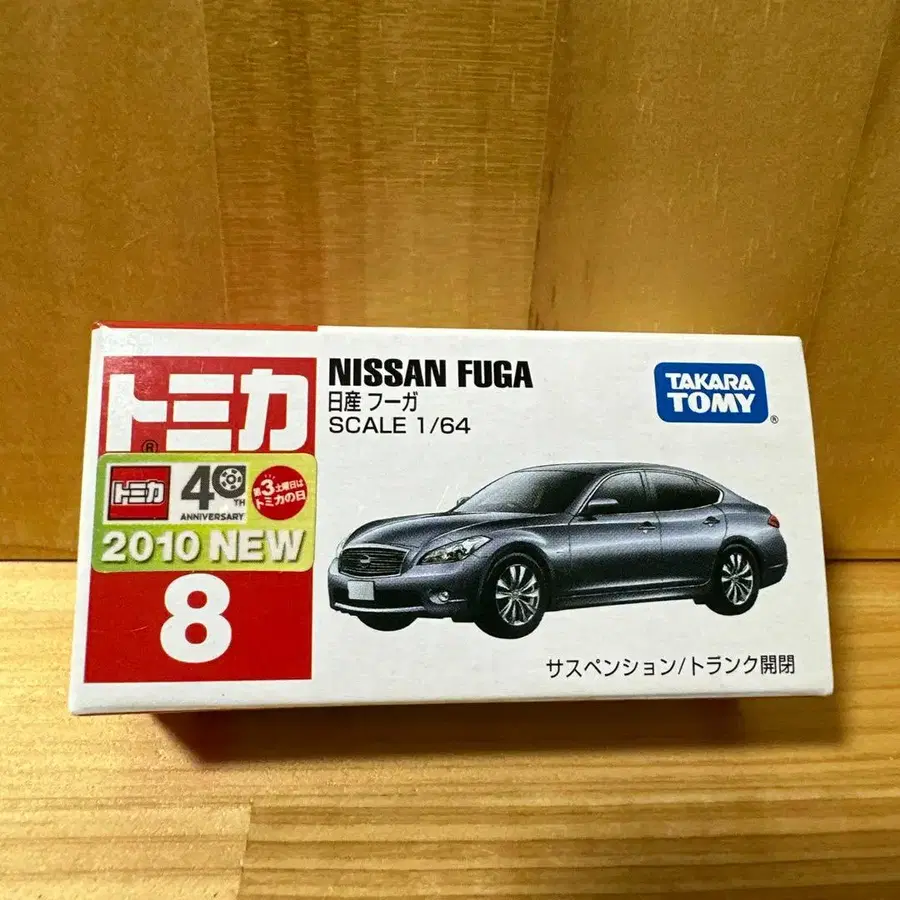 トミカ
®
トミカ
40TH
ANNIVERSARY
第3土曜日は
トミカの日
2010 NEW
8
NISSAN FUGA
日産 フーガ
SCALE 1/64
TAKARA
TOMY
®
サスペンション/トランク開閉